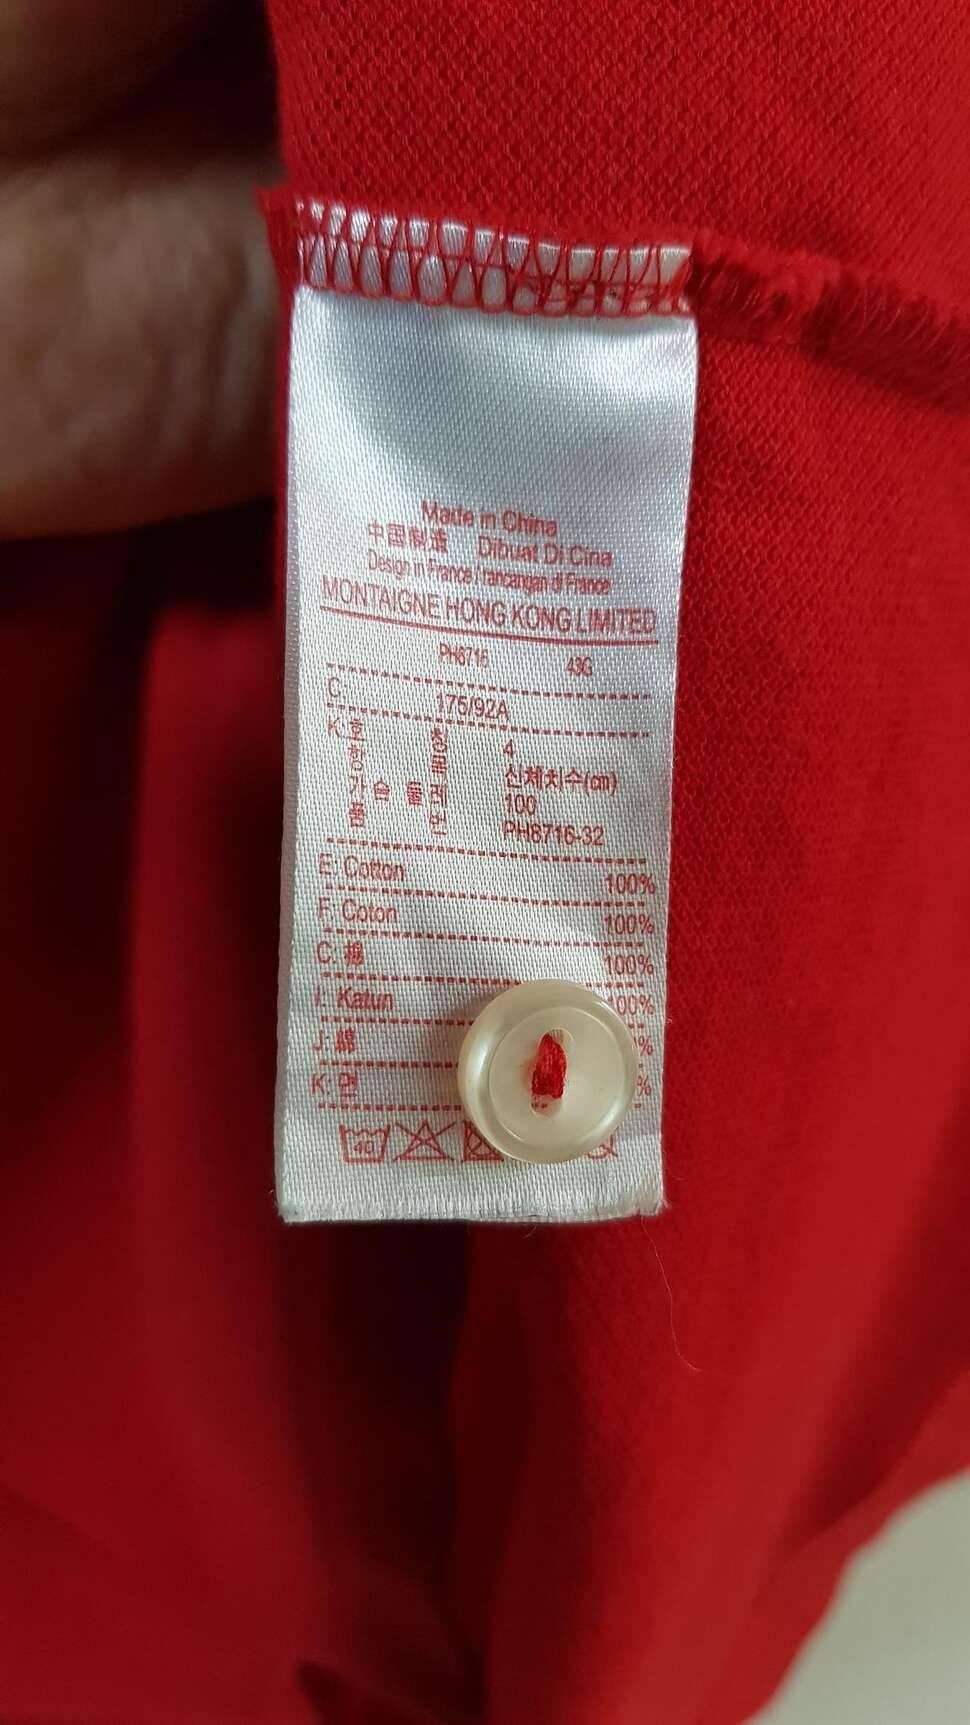 Made in China
中国制造 Dibuat Di Cina
Design in France / rancangan di France
MONTAIGNE HONG KONG LIMITED
PH8716 43G
C: 175/92A
K: 호칭 4
신체치수(cm)
가슴둘레 100
품번 PH8716-32
E: Cotton 100%
F: Coton 100%
C: 棉 100%
I: Katun 100%
J: 綿 %
K: 면 %
40